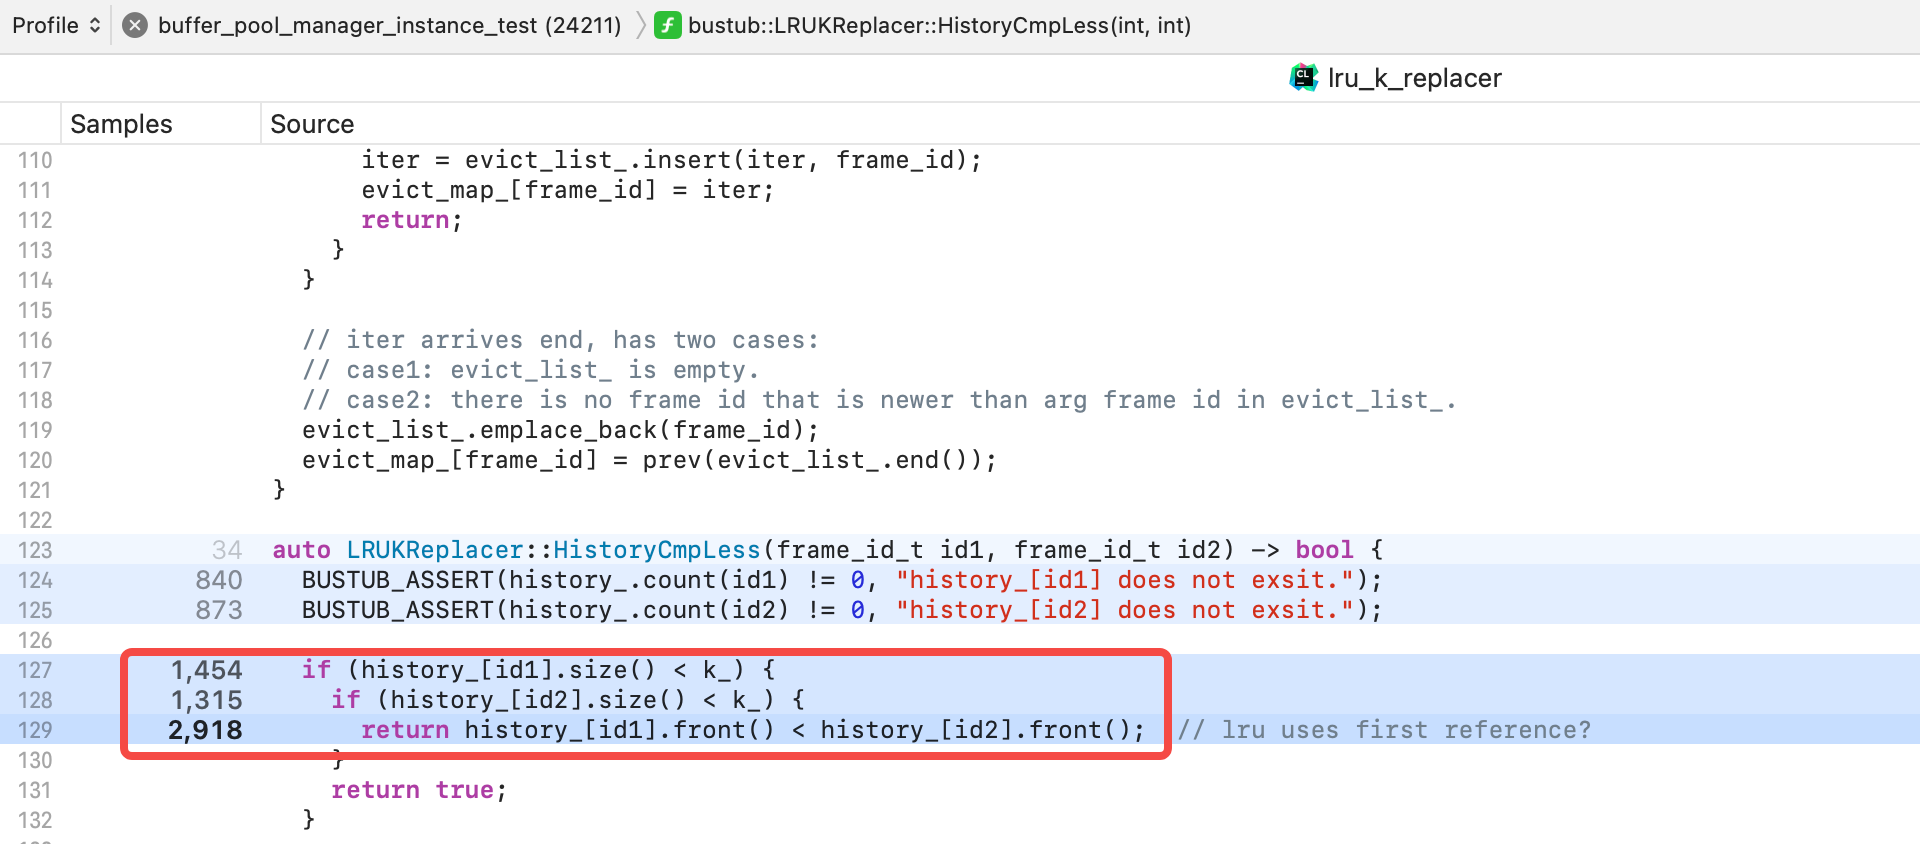 Profile buffer_pool_manager_instance_test (24211) f bustub::LRUKReplacer::HistoryCmpLess(int, int)
CL lru_k_replacer
Samples Source
110 iter = evict_list_.insert(iter, frame_id);
111 evict_map_[frame_id] = iter;
112 return;
113 }
114 }
115
116 // iter arrives end, has two cases:
117 // case1: evict_list_ is empty.
118 // case2: there is no frame id that is newer than arg frame id in evict_list_.
119 evict_list_.emplace_back(frame_id);
120 evict_map_[frame_id] = prev(evict_list_.end());
121 }
122
123 34 auto LRUKReplacer::HistoryCmpLess(frame_id_t id1, frame_id_t id2) -> bool {
124 840 BUSTUB_ASSERT(history_.count(id1) != 0, "history_[id1] does not exsit.");
125 873 BUSTUB_ASSERT(history_.count(id2) != 0, "history_[id2] does not exsit.");
126
127 1,454 if (history_[id1].size() < k_) {
128 1,315 if (history_[id2].size() < k_) {
129 2,918 return history_[id1].front() < history_[id2].front(); // lru uses first reference?
130 }
131 return true;
132 }